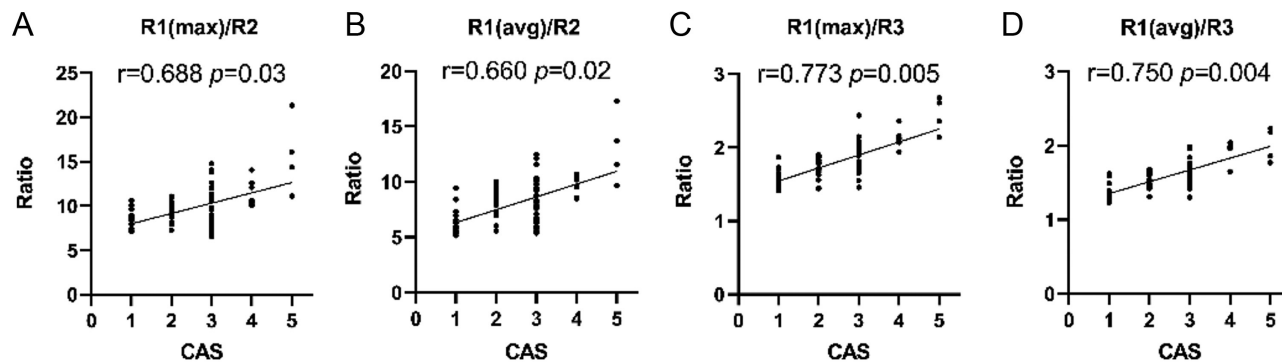 A
R1(max)/R2
r=0.688 p=0.03
Ratio
25
20
15
10
5
0
0 1 2 3 4 5
CAS
B
R1(avg)/R2
r=0.660 p=0.02
Ratio
20
15
10
5
0
0 1 2 3 4 5
CAS
C
R1(max)/R3
r=0.773 p=0.005
Ratio
3
2
1
0
0 1 2 3 4 5
CAS
D
R1(avg)/R3
r=0.750 p=0.004
Ratio
3
2
1
0
0 1 2 3 4 5
CAS